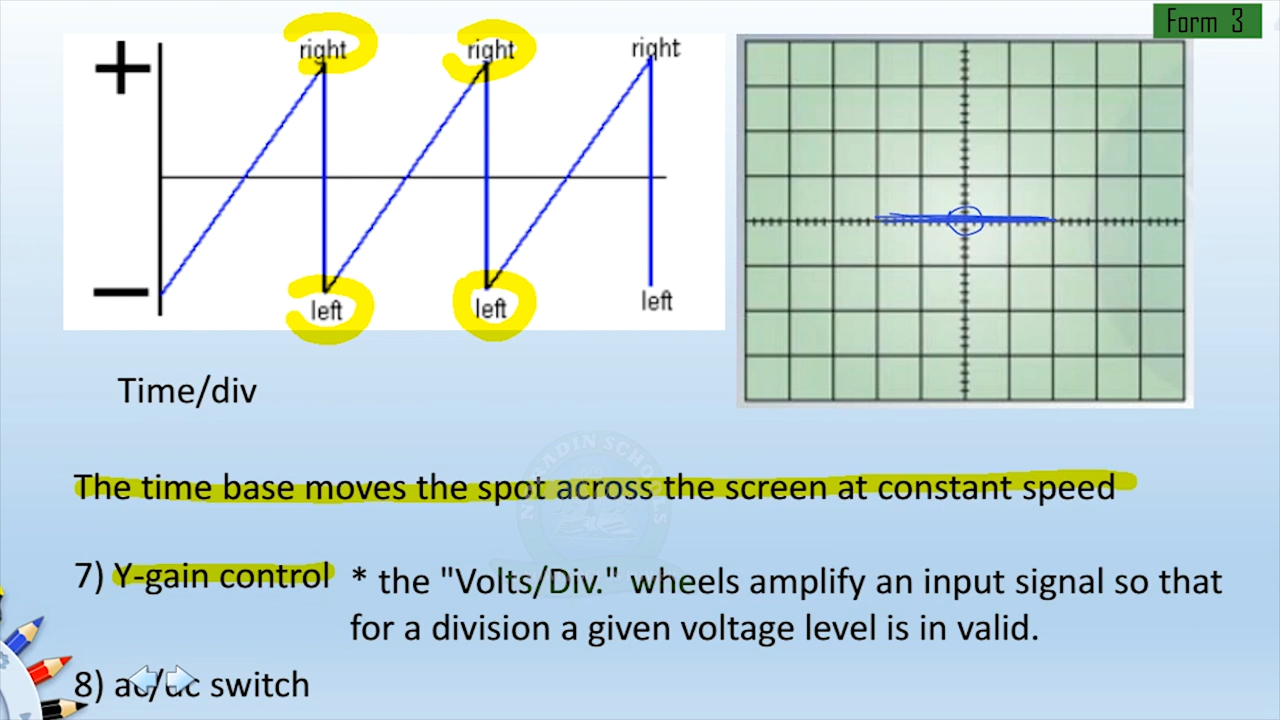 Form 3
right right right
+
−
left left left
Time/div
The time base moves the spot across the screen at constant speed
7) Y-gain control * the "Volts/Div." wheels amplify an input signal so that
for a division a given voltage level is in valid.
8) ac/dc switch